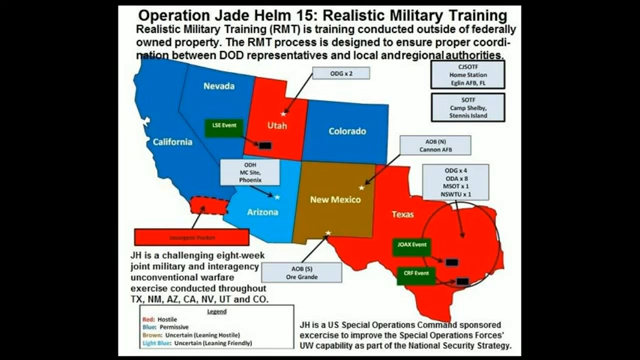 Operation Jade Helm 15: Realistic Military Training
Realistic Military Training (RMT) is training conducted outside of federally
owned property. The RMT process is designed to ensure proper coordi-
nation between DOD representatives and local and regional authorities.
ODG x 2
CJSOTF
Home Station
Eglin AFB, FL
SOTF
Camp Shelby,
Stennis Island
Nevada
Utah
LSE Event
California
Colorado
AOB (N)
Cannon AFB
ODH
MC Site,
Phoenix
ODG x 4
ODA x 8
MSOT x 1
NSWTU x 1
Arizona
New Mexico
Texas
JOAX Event
CRF Event
AOB (S)
Ore Grande
JH is a challenging eight-week
joint military and interagency
unconventional warfare
exercise conducted throughout
TX, NM, AZ, CA, NV, UT and CO.
Legend
Red: Hostile
Blue: Permissive
Brown: Uncertain (Leaning Hostile)
Light Blue: Uncertain (Leaning Friendly)
JH is a US Special Operations Command sponsored
excercise to improve the Special Operations Forces'
UW capability as part of the National Security Strategy.